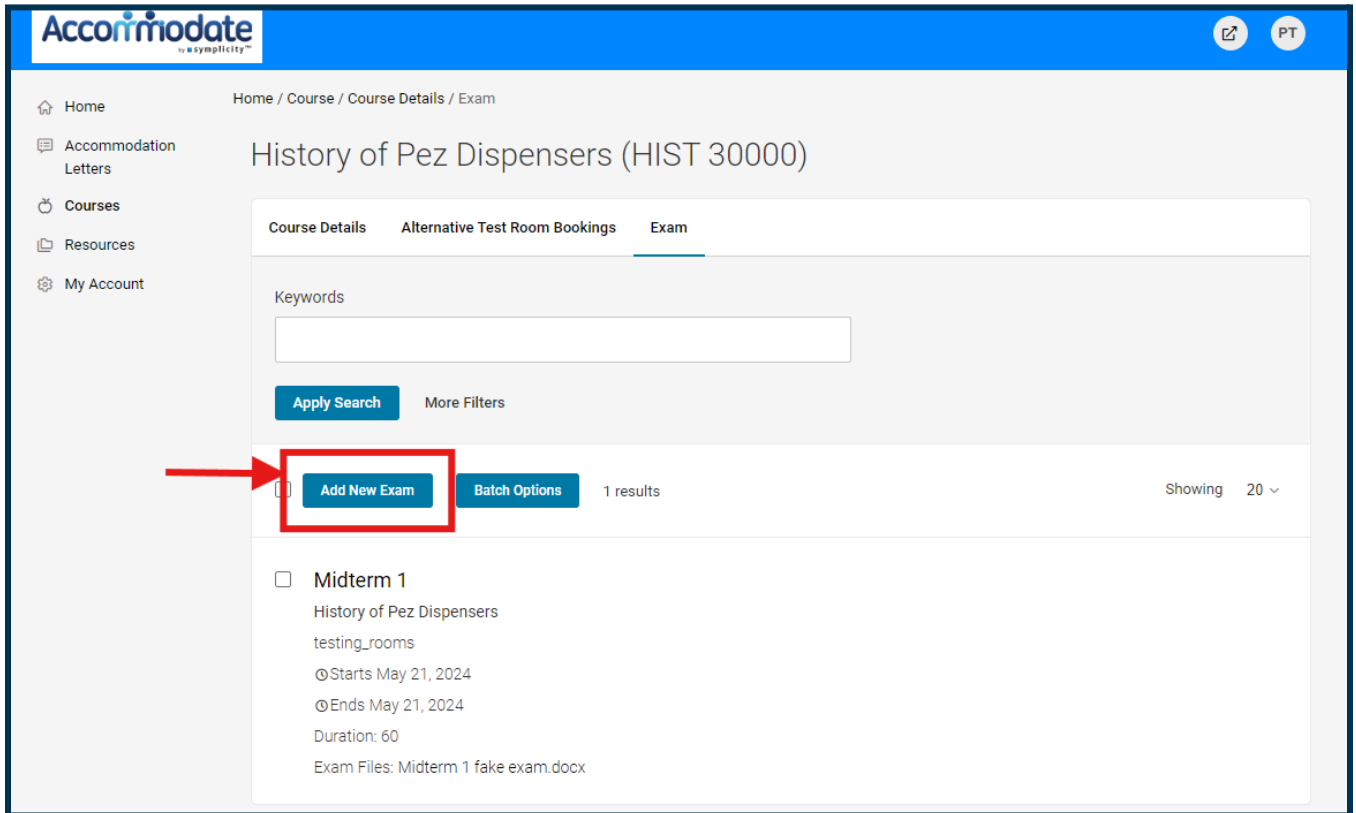 Accommodate
by symplicity™
PT
Home
Accommodation
Letters
Courses
Resources
My Account
Home / Course / Course Details / Exam
History of Pez Dispensers (HIST 30000)
Course Details Alternative Test Room Bookings Exam
Keywords
Apply Search More Filters
Add New Exam Batch Options 1 results Showing 20
Midterm 1
History of Pez Dispensers
testing_rooms
Starts May 21, 2024
Ends May 21, 2024
Duration: 60
Exam Files: Midterm 1 fake exam.docx